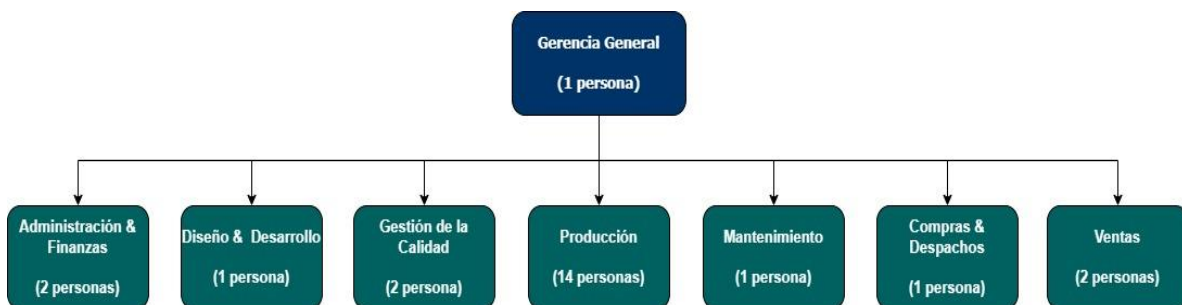 Gerencia General
(1 persona)
Administración &
Finanzas
(2 personas)
Diseño & Desarrollo
(1 persona)
Gestión de la
Calidad
(2 persona)
Producción
(14 personas)
Mantenimiento
(1 persona)
Compras &
Despachos
(1 persona)
Ventas
(2 personas)